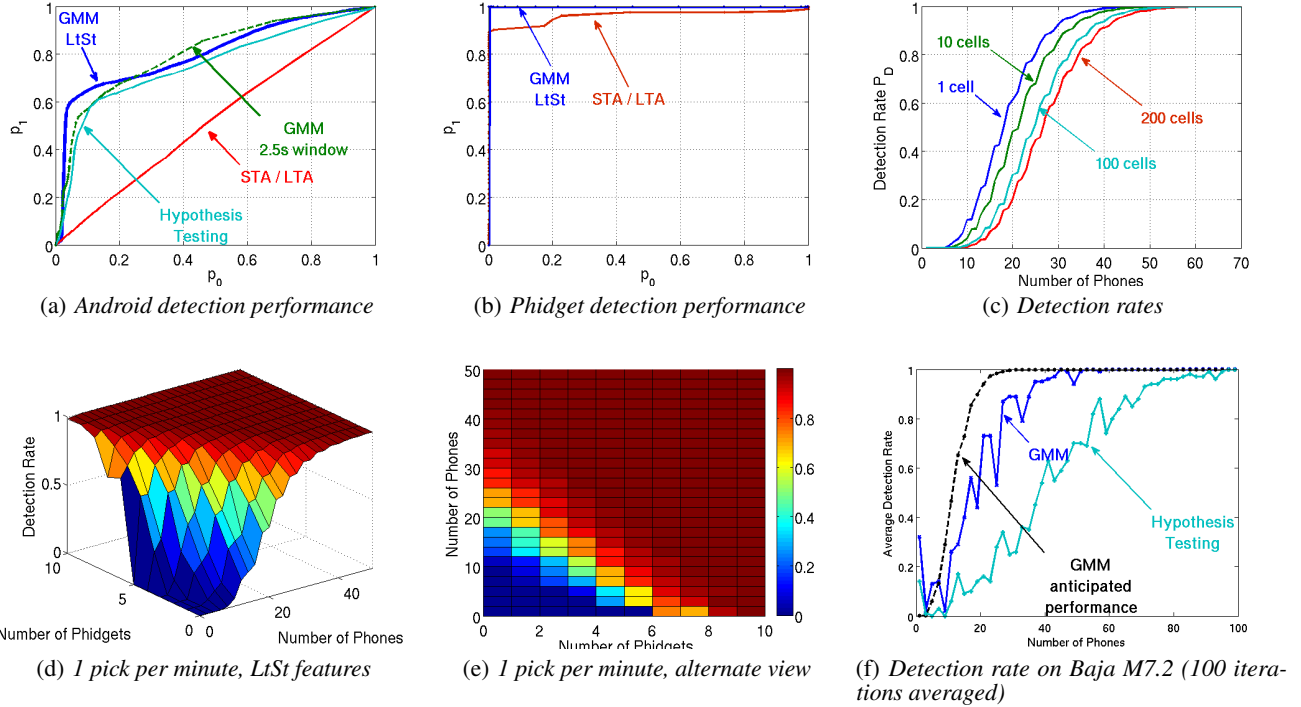 1
0.8
0.6
0.4
0.2
0
p1
0 0.2 0.4 0.6 0.8 1
p0
GMM
LtSt
GMM
2.5s window
STA / LTA
Hypothesis
Testing
(a) Android detection performance
1
0.8
0.6
0.4
0.2
0
p1
0 0.2 0.4 0.6 0.8 1
p0
GMM
LtSt
STA / LTA
(b) Phidget detection performance
1
0.8
0.6
0.4
0.2
0
Detection Rate PD
0 10 20 30 40 50 60 70
Number of Phones
10 cells
1 cell
200 cells
100 cells
(c) Detection rates
1
0.5
0
Detection Rate
10
5
0
Number of Phidgets
0
20
40
Number of Phones
(d) 1 pick per minute, LtSt features
50
40
30
20
10
0
Number of Phones
0 2 4 6 8 10
Number of Phidgets
0.8
0.6
0.4
0.2
0
(e) 1 pick per minute, alternate view
1
0.8
0.6
0.4
0.2
0
Average Detection Rate
0 20 40 60 80 100
Number of Phones
GMM
Hypothesis
Testing
GMM
anticipated
performance
(f) Detection rate on Baja M7.2 (100 itera-
tions averaged)